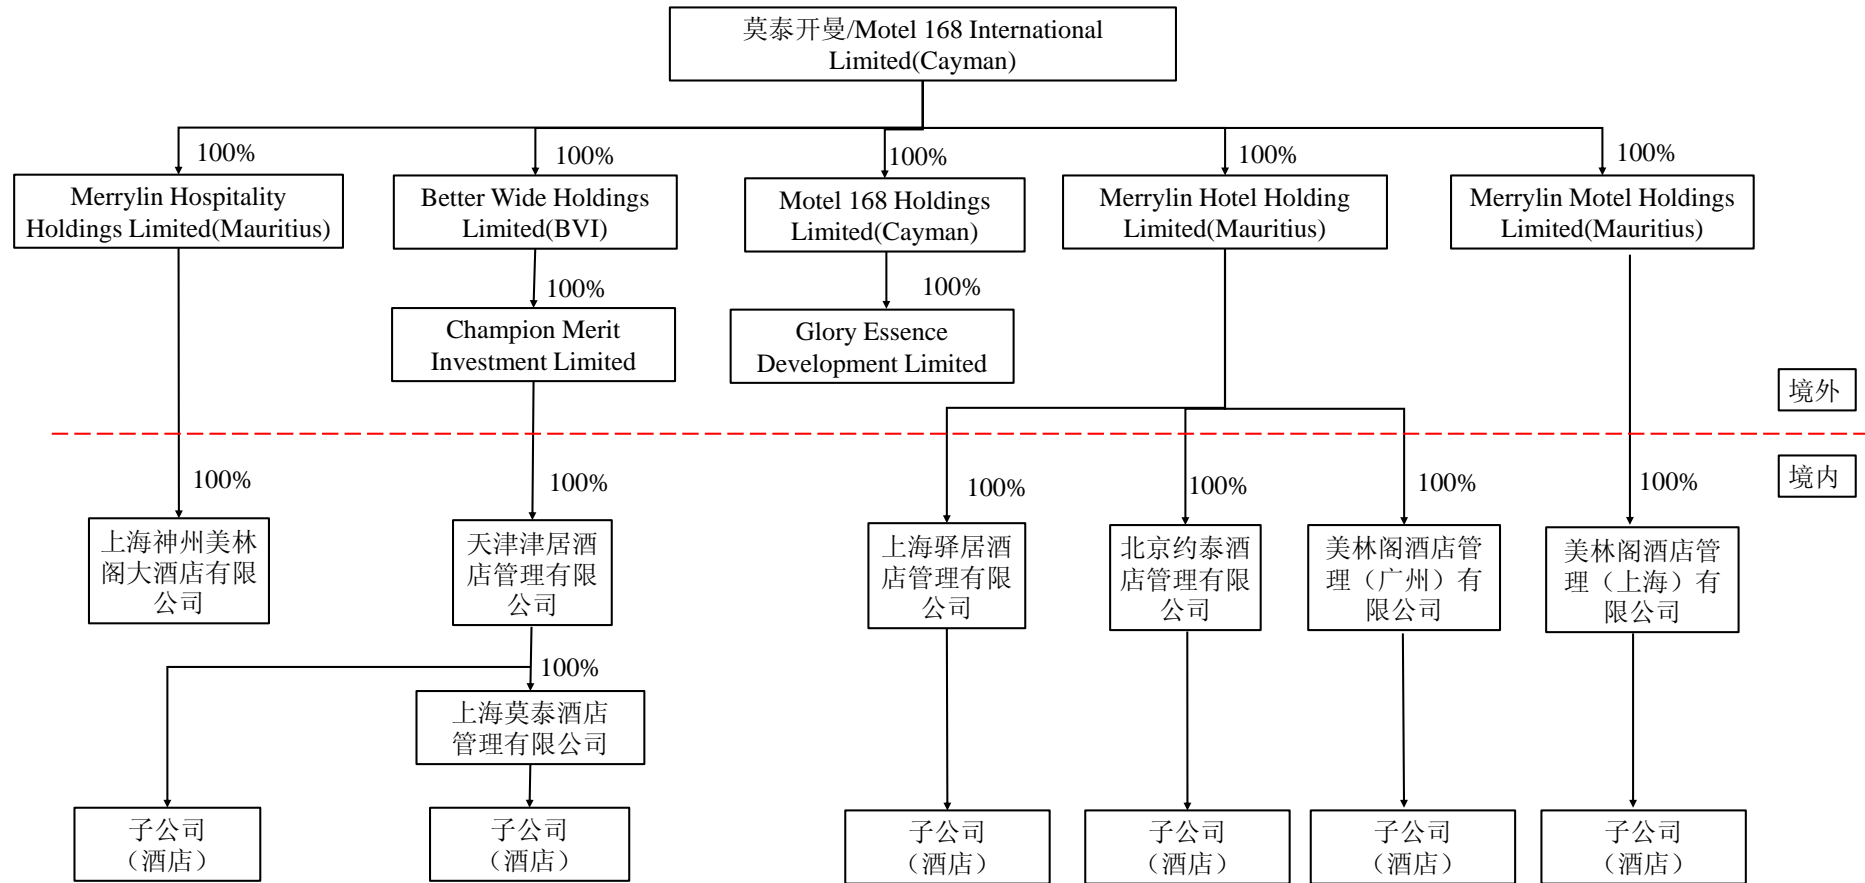 莫泰开曼/Motel 168 International
Limited(Cayman)
100%
100%
100%
100%
100%
Merrylin Hospitality
Holdings Limited(Mauritius)
Better Wide Holdings
Limited(BVI)
Motel 168 Holdings
Limited(Cayman)
Merrylin Hotel Holding
Limited(Mauritius)
Merrylin Motel Holdings
Limited(Mauritius)
100%
100%
Champion Merit
Investment Limited
Glory Essence
Development Limited
境外
境内
100%
100%
100%
100%
100%
100%
上海神州美林
阁大酒店有限
公司
天津津居酒
店管理有限
公司
上海驿居酒
店管理有限
公司
北京约泰酒
店管理有限
公司
美林阁酒店管
理（广州）有
限公司
美林阁酒店管
理（上海）有
限公司
100%
上海莫泰酒店
管理有限公司
子公司
（酒店）
子公司
（酒店）
子公司
（酒店）
子公司
（酒店）
子公司
（酒店）
子公司
（酒店）